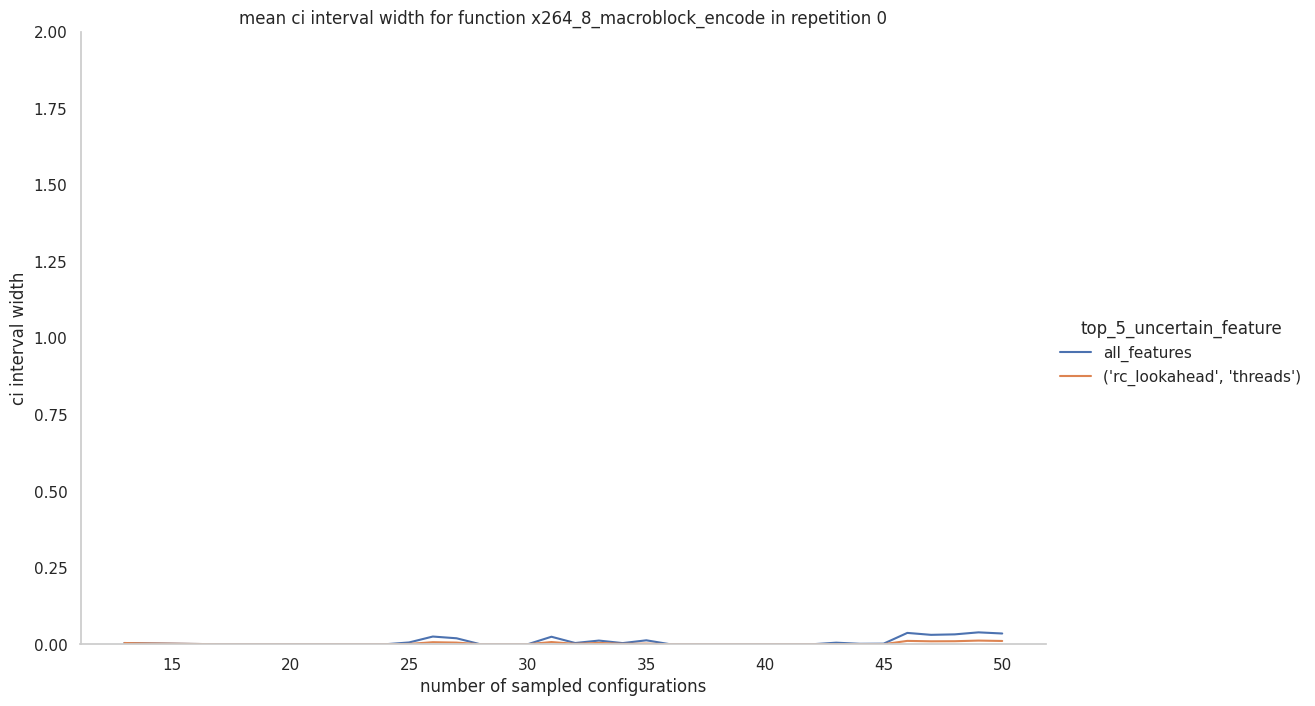 mean ci interval width for function x264_8_macroblock_encode in repetition 0
2.00
1.75
1.50
1.25
1.00
0.75
0.50
0.25
0.00
ci interval width
15
20
25
30
35
40
45
50
number of sampled configurations
top_5_uncertain_feature
all_features
('rc_lookahead', 'threads')